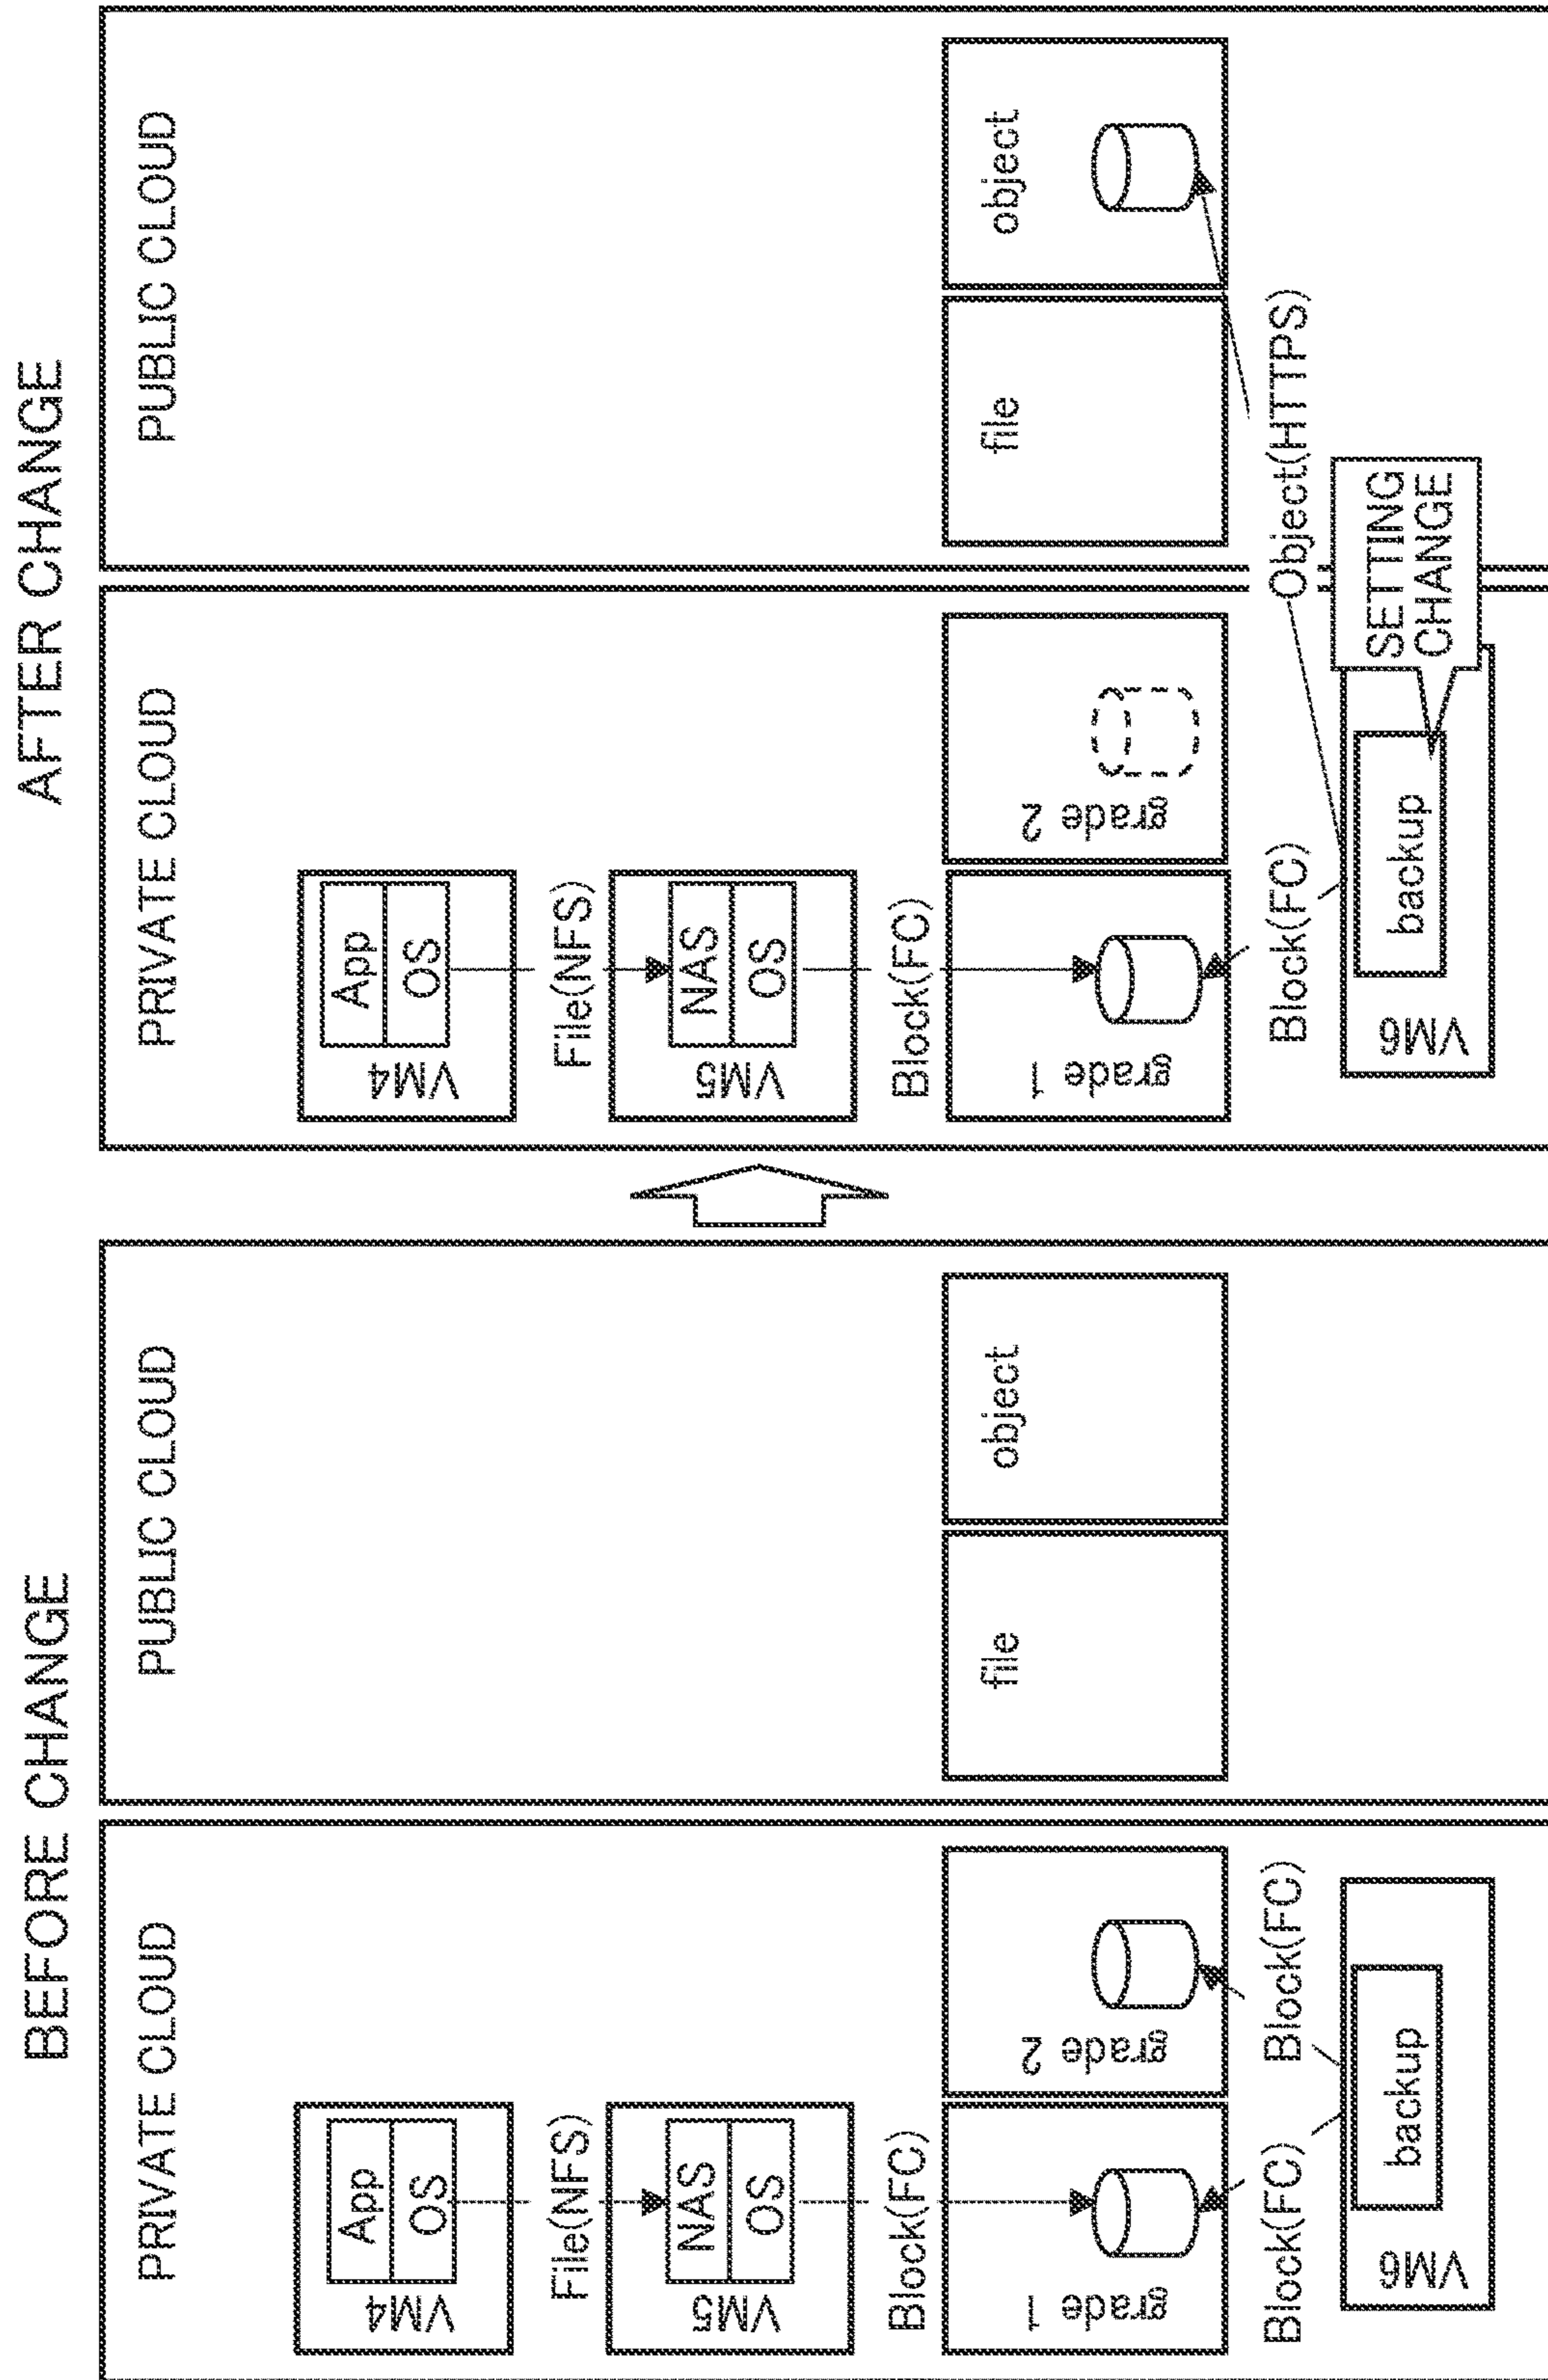 BEFORE CHANGE
PRIVATE CLOUD
VM4
App
OS
File(NFS)
VM5
NAS
OS
Block(FC)
grade 1
grade 2
Block(FC)
Block(FC)
VM6
backup
PUBLIC CLOUD
file
object
AFTER CHANGE
PRIVATE CLOUD
VM4
App
OS
File(NFS)
VM5
NAS
OS
Block(FC)
grade 1
grade 2
Block(FC)
Object(HTTPS)
VM6
backup
SETTING
CHANGE
PUBLIC CLOUD
file
object